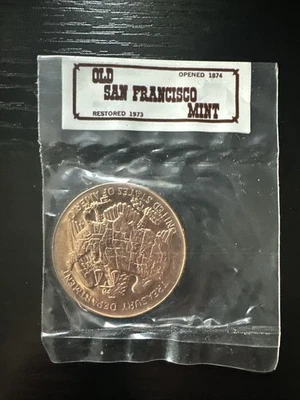 OLD
OPENED 1874
SAN FRANCISCO
RESTORED 1973
MINT
UNITED STATES OF AMERICA
TREASURY DEPARTMENT